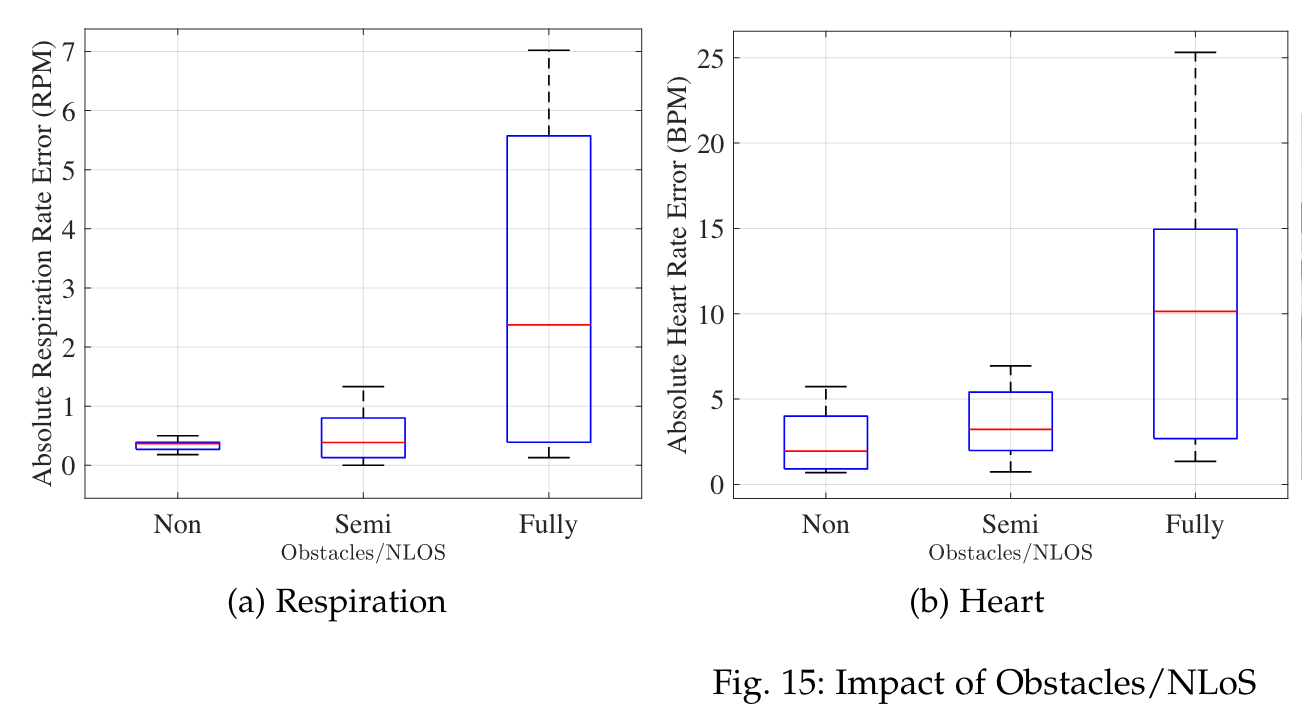 Absolute Respiration Rate Error (RPM)
7
6
5
4
3
2
1
0
Non Semi Fully
Obstacles/NLOS
(a) Respiration
Absolute Heart Rate Error (BPM)
25
20
15
10
5
0
Non Semi Fully
Obstacles/NLOS
(b) Heart
Fig. 15: Impact of Obstacles/NLoS